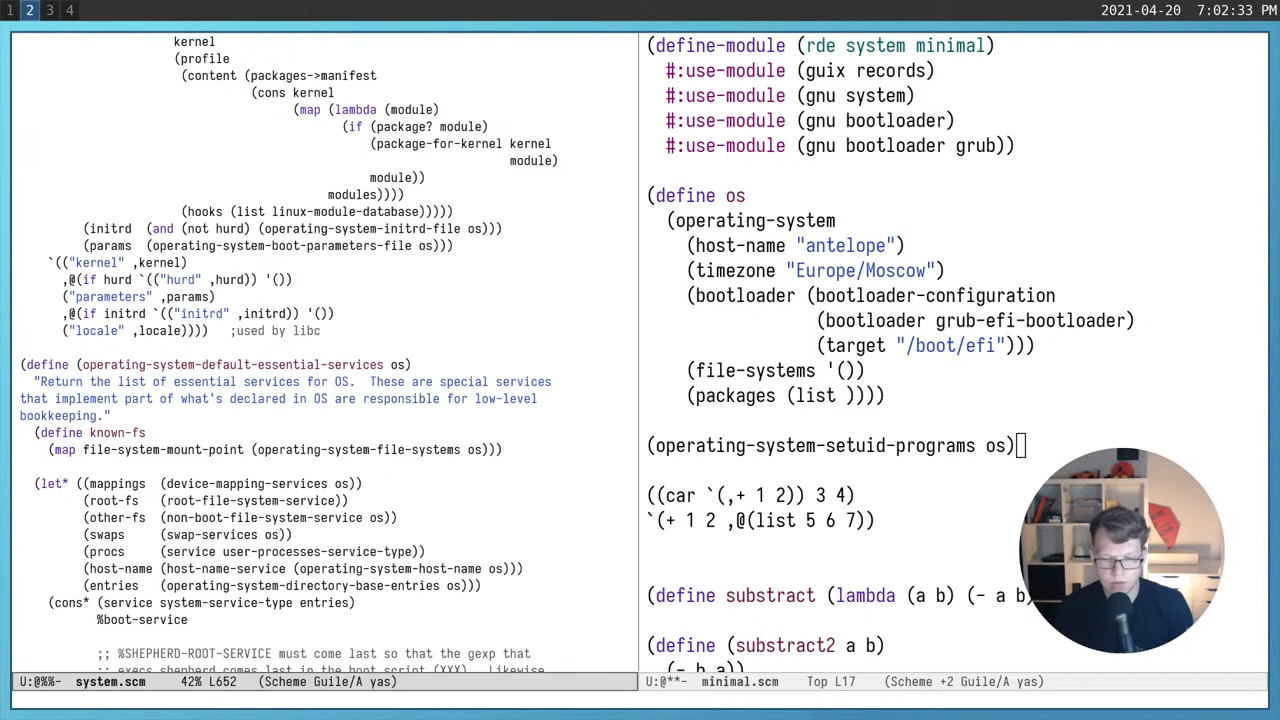 1 2 3 4
2021-04-20 7:02:33 PM
kernel
(profile
(content (packages->manifest
(cons kernel
(map (lambda (module)
(if (package? module)
(package-for-kernel kernel
module)
module))
modules))))
(hooks (list linux-module-database)))))
(initrd (and (not hurd) (operating-system-initrd-file os)))
(params (operating-system-boot-parameters-file os)))
`(("kernel" ,kernel)
,@(if hurd `(("hurd" ,hurd)) '())
("parameters" ,params)
,@(if initrd `(("initrd" ,initrd)) '())
("locale" ,locale)))) ;used by libc
(define (operating-system-default-essential-services os)
"Return the list of essential services for OS. These are special services
that implement part of what's declared in OS are responsible for low-level
bookkeeping."
(define known-fs
(map file-system-mount-point (operating-system-file-systems os)))
(let* ((mappings (device-mapping-services os))
(root-fs (root-file-system-service))
(other-fs (non-boot-file-system-service os))
(swaps (swap-services os))
(procs (service user-processes-service-type))
(host-name (host-name-service (operating-system-host-name os)))
(entries (operating-system-directory-base-entries os)))
(cons* (service system-service-type entries)
%boot-service
;; %SHEPHERD-ROOT-SERVICE must come last so that the gexp that
;; execs shepherd comes last in the boot script (XXX). Likewise
U:@%%- system.scm 42% L652 (Scheme Guile/A yas)
(define-module (rde system minimal)
#:use-module (guix records)
#:use-module (gnu system)
#:use-module (gnu bootloader)
#:use-module (gnu bootloader grub))
(define os
(operating-system
(host-name "antelope")
(timezone "Europe/Moscow")
(bootloader (bootloader-configuration
(bootloader grub-efi-bootloader)
(target "/boot/efi")))
(file-systems '())
(packages (list ))))
(operating-system-setuid-programs os)
((car `(,+ 1 2)) 3 4)
`(+ 1 2 ,@(list 5 6 7))
(define substract (lambda (a b) (- a b)
(define (substract2 a b)
(- b a))
U:@**- minimal.scm Top L17 (Scheme +2 Guile/A yas)